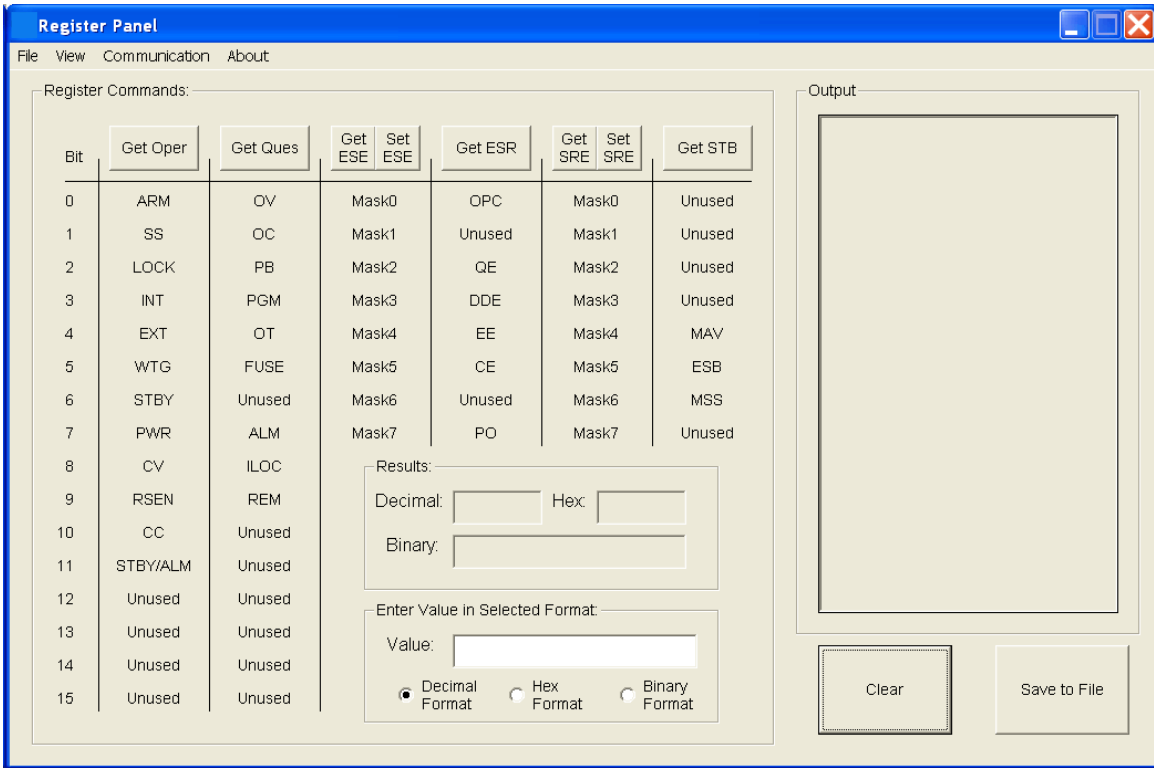 Register Panel
File View Communication About
Register Commands:
Bit Get Oper Get Ques Get ESE Set ESE Get ESR Get SRE Set SRE Get STB
0 ARM OV Mask0 OPC Mask0 Unused
1 SS OC Mask1 Unused Mask1 Unused
2 LOCK PB Mask2 QE Mask2 Unused
3 INT PGM Mask3 DDE Mask3 Unused
4 EXT OT Mask4 EE Mask4 MAV
5 WTG FUSE Mask5 CE Mask5 ESB
6 STBY Unused Mask6 Unused Mask6 MSS
7 PWR ALM Mask7 PO Mask7 Unused
8 CV ILOC
9 RSEN REM
10 CC Unused
11 STBY/ALM Unused
12 Unused Unused
13 Unused Unused
14 Unused Unused
15 Unused Unused
Results:
Decimal: Hex:
Binary:
Enter Value in Selected Format:
Value:
Decimal Format Hex Format Binary Format
Output
Clear Save to File